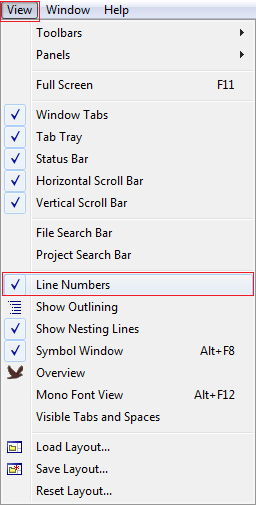 View Window Help
Toolbars
Panels
Full Screen F11
Window Tabs
Tab Tray
Status Bar
Horizontal Scroll Bar
Vertical Scroll Bar
File Search Bar
Project Search Bar
Line Numbers
Show Outlining
Show Nesting Lines
Symbol Window Alt+F8
Overview
Mono Font View Alt+F12
Visible Tabs and Spaces
Load Layout...
Save Layout...
Reset Layout...